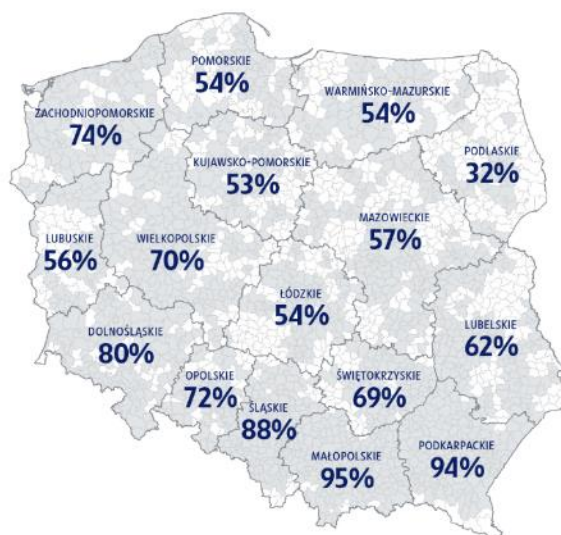 POMORSKIE
54%
WARMIŃSKO-MAZURSKIE
54%
ZACHODNIOPOMORSKIE
74%
KUJAWSKO-POMORSKIE
53%
PODLASKIE
32%
MAZOWIECKIE
57%
LUBUSKIE
56%
WIELKOPOLSKIE
70%
ŁÓDZKIE
54%
LUBELSKIE
62%
DOLNOŚLĄSKIE
80%
OPOLSKIE
72%
ŚWIĘTOKRZYSKIE
69%
ŚLĄSKIE
88%
MAŁOPOLSKIE
95%
PODKARPACKIE
94%